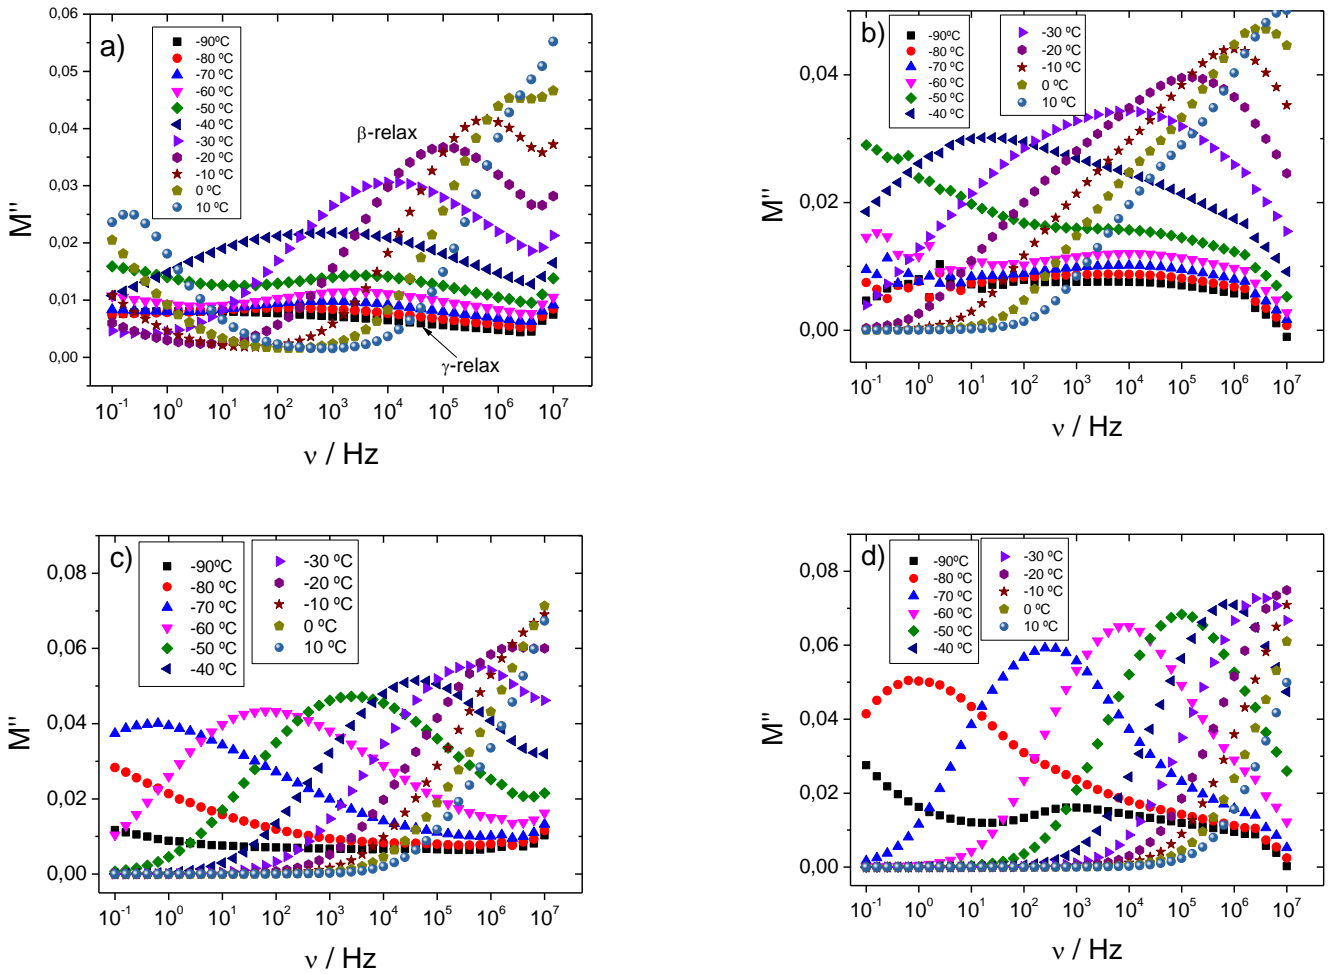 a)
0,06
0,05
0,04
0,03
0,02
0,01
0,00
M''
-90ºC
-80 ºC
-70 ºC
-60 ºC
-50 ºC
-40 ºC
-30 ºC
-20 ºC
-10 ºC
0 ºC
10 ºC
β-relax
γ-relax
10⁻¹ 10⁰ 10¹ 10² 10³ 10⁴ 10⁵ 10⁶ 10⁷
ν / Hz
b)
0,04
0,02
0,00
M''
-90ºC
-80 ºC
-70 ºC
-60 ºC
-50 ºC
-40 ºC
-30 ºC
-20 ºC
-10 ºC
0 ºC
10 ºC
10⁻¹ 10⁰ 10¹ 10² 10³ 10⁴ 10⁵ 10⁶ 10⁷
ν / Hz
c)
0,08
0,06
0,04
0,02
0,00
M''
-90ºC
-80 ºC
-70 ºC
-60 ºC
-50 ºC
-40 ºC
-30 ºC
-20 ºC
-10 ºC
0 ºC
10 ºC
10⁻¹ 10⁰ 10¹ 10² 10³ 10⁴ 10⁵ 10⁶ 10⁷
ν / Hz
d)
0,08
0,06
0,04
0,02
0,00
M''
-90ºC
-80 ºC
-70 ºC
-60 ºC
-50 ºC
-40 ºC
-30 ºC
-20 ºC
-10 ºC
0 ºC
10 ºC
10⁻¹ 10⁰ 10¹ 10² 10³ 10⁴ 10⁵ 10⁶ 10⁷
ν / Hz